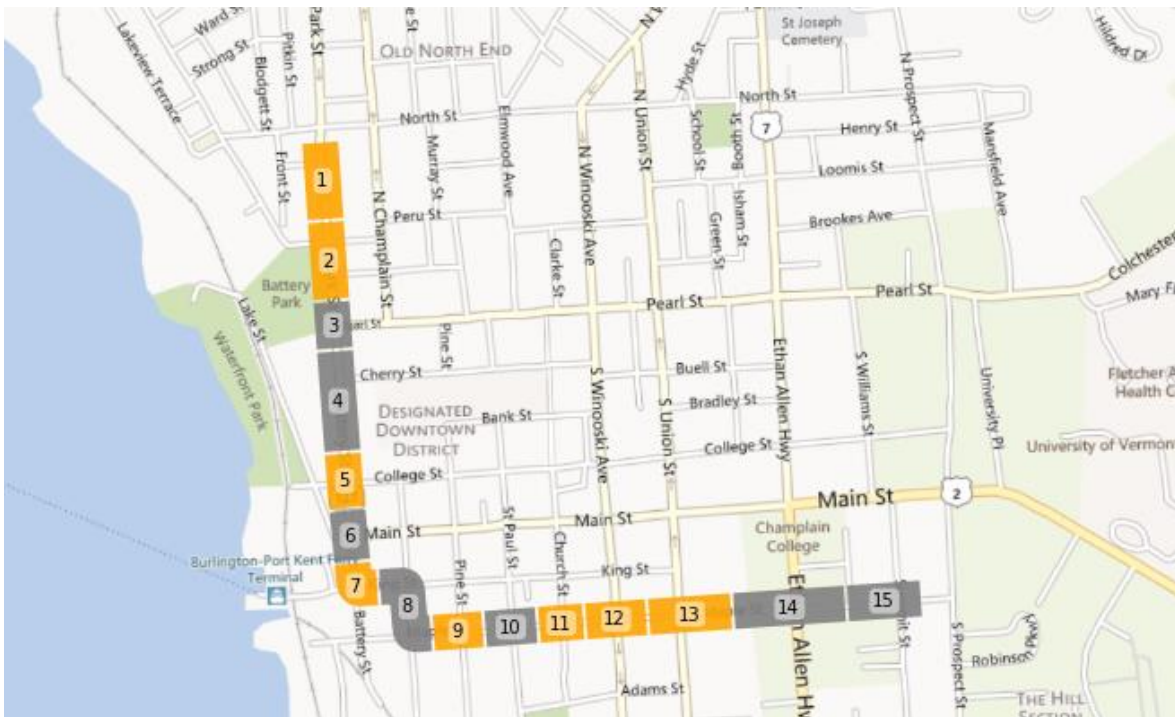 Ward S
Park St
Pitkin St
Strong St
Blodgett St
Lakeview Terrace
OLD NORTH END
Hyde St
St Joseph
Cemetery
N Prospect St
Hildred Dr
North St
North St
7
Henry St
Front St
Murray St
Elmwood Ave
N Winooski Ave
N Union St
School St
Booth St
Loomis St
Mansfield Ave
1
N Champlain St
Peru St
Isham St
Green St
Brookes Ave
2
Clarke St
Colchester
Battery
Park
Lake St
Pearl St
Pearl St
Mary F
3
Pine St
Waterfront Park
Cherry St
Buell St
Ethan Allen Hwy
S Williams St
University Pl
Fletcher A
Health C
4
S Winooski Ave
S Union St
Bradley St
DESIGNATED
DOWNTOWN
DISTRICT
Bank St
College St
University of Vermont
5
College St
Main St
2
6
Main St
St Paul St
Main St
Champlain
College
Burlington-Port Kent Ferry
Terminal
Pine St
Church St
King St
7
8
9
10
11
12
13
14
15
Battery St
S Prospect St
Robinson
Adams St
THE HILL
SECTION